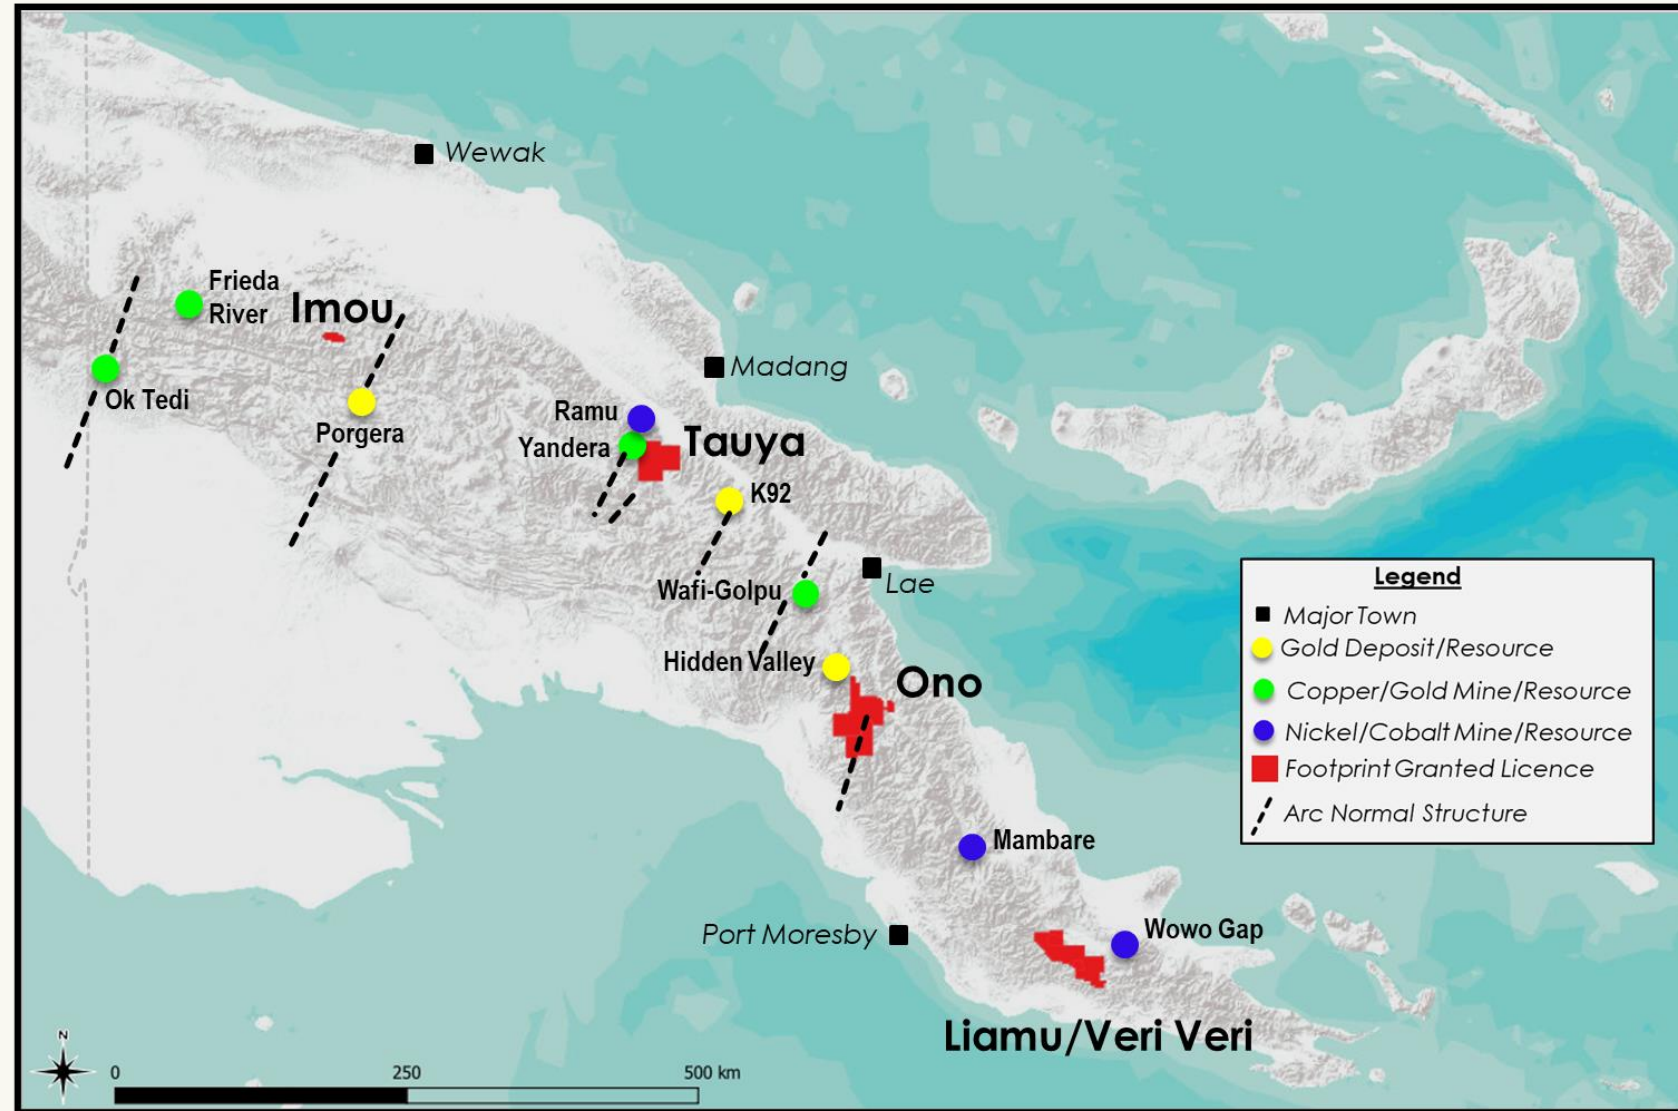 Wewak
Frieda
River
Imou
Ok Tedi
Porgera
Madang
Ramu
Yandera
Tauya
K92
Wafi-Golpu
Lae
Hidden Valley
Ono
Mambare
Port Moresby
Wowo Gap
Liamu/Veri Veri
Legend
Major Town
Gold Deposit/Resource
Copper/Gold Mine/Resource
Nickel/Cobalt Mine/Resource
Footprint Granted Licence
Arc Normal Structure
N
0 250 500 km